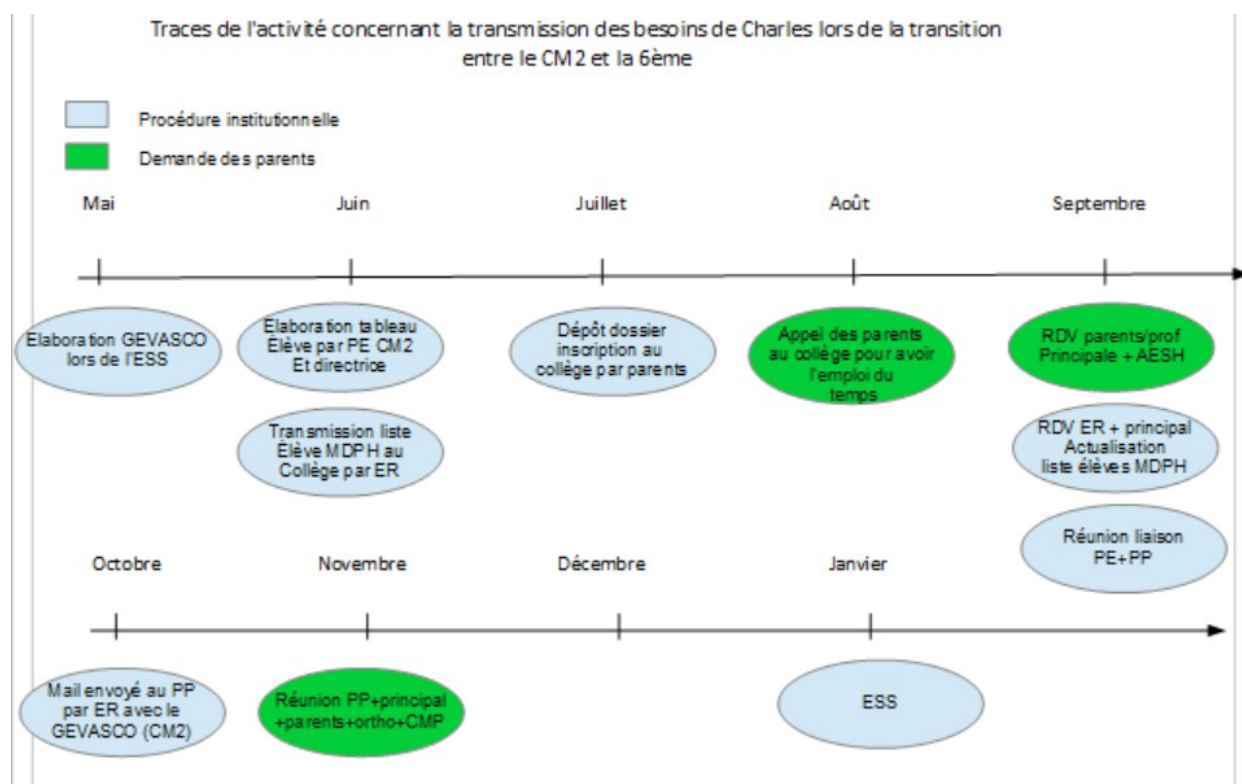 Traces de l'activité concernant la transmission des besoins de Charles lors de la transition
entre le CM2 et la 6ème
Procédure institutionnelle
Demande des parents
Mai
Juin
Juillet
Août
Septembre
Elaboration GEVASCO
lors de l'ESS
Elaboration tableau
Élève par PE CM2
Et directrice
Dépôt dossier
inscription au
collège par parents
Appel des parents
au collège pour avoir
l'emploi du
temps
RDV parents/prof
Principale + AESH
Transmission liste
Élève MDPH au
Collège par ER
RDV ER + principal
Actualisation
liste élèves MDPH
Réunion liaison
PE+PP
Octobre
Novembre
Décembre
Janvier
Mail envoyé au PP
par ER avec le
GEVASCO (CM2)
Réunion PP+principal
+parents+ortho+CMP
ESS